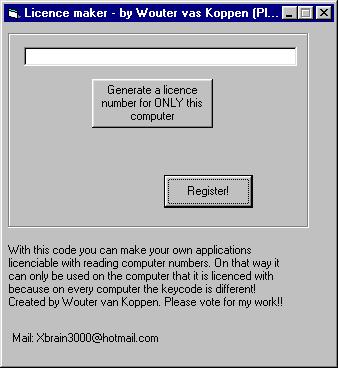 Licence maker - by Wouter vas Koppen (Pl...
Generate a licence
number for ONLY this
computer
Register!
With this code you can make your own applications
licenciable with reading computer numbers. On that way it
can only be used on the computer that it is licenced with
because on every computer the keycode is different!
Created by Wouter van Koppen. Please vote for my work!!
Mail: Xbrain3000@hotmail.com